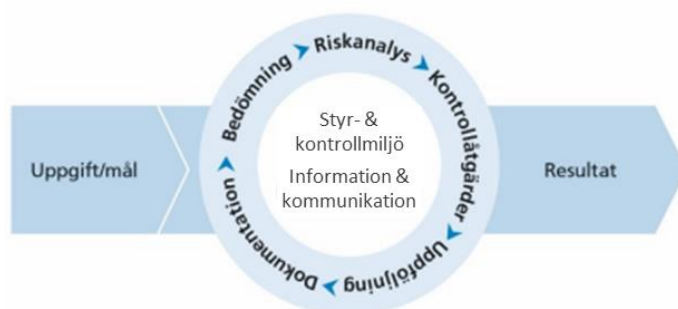 Uppgift/mål
Bedömning
Riskanalys
Kontrollåtgärder
Uppföljning
Dokumentation
Styr- &
kontrollmiljö
Information &
kommunikation
Resultat